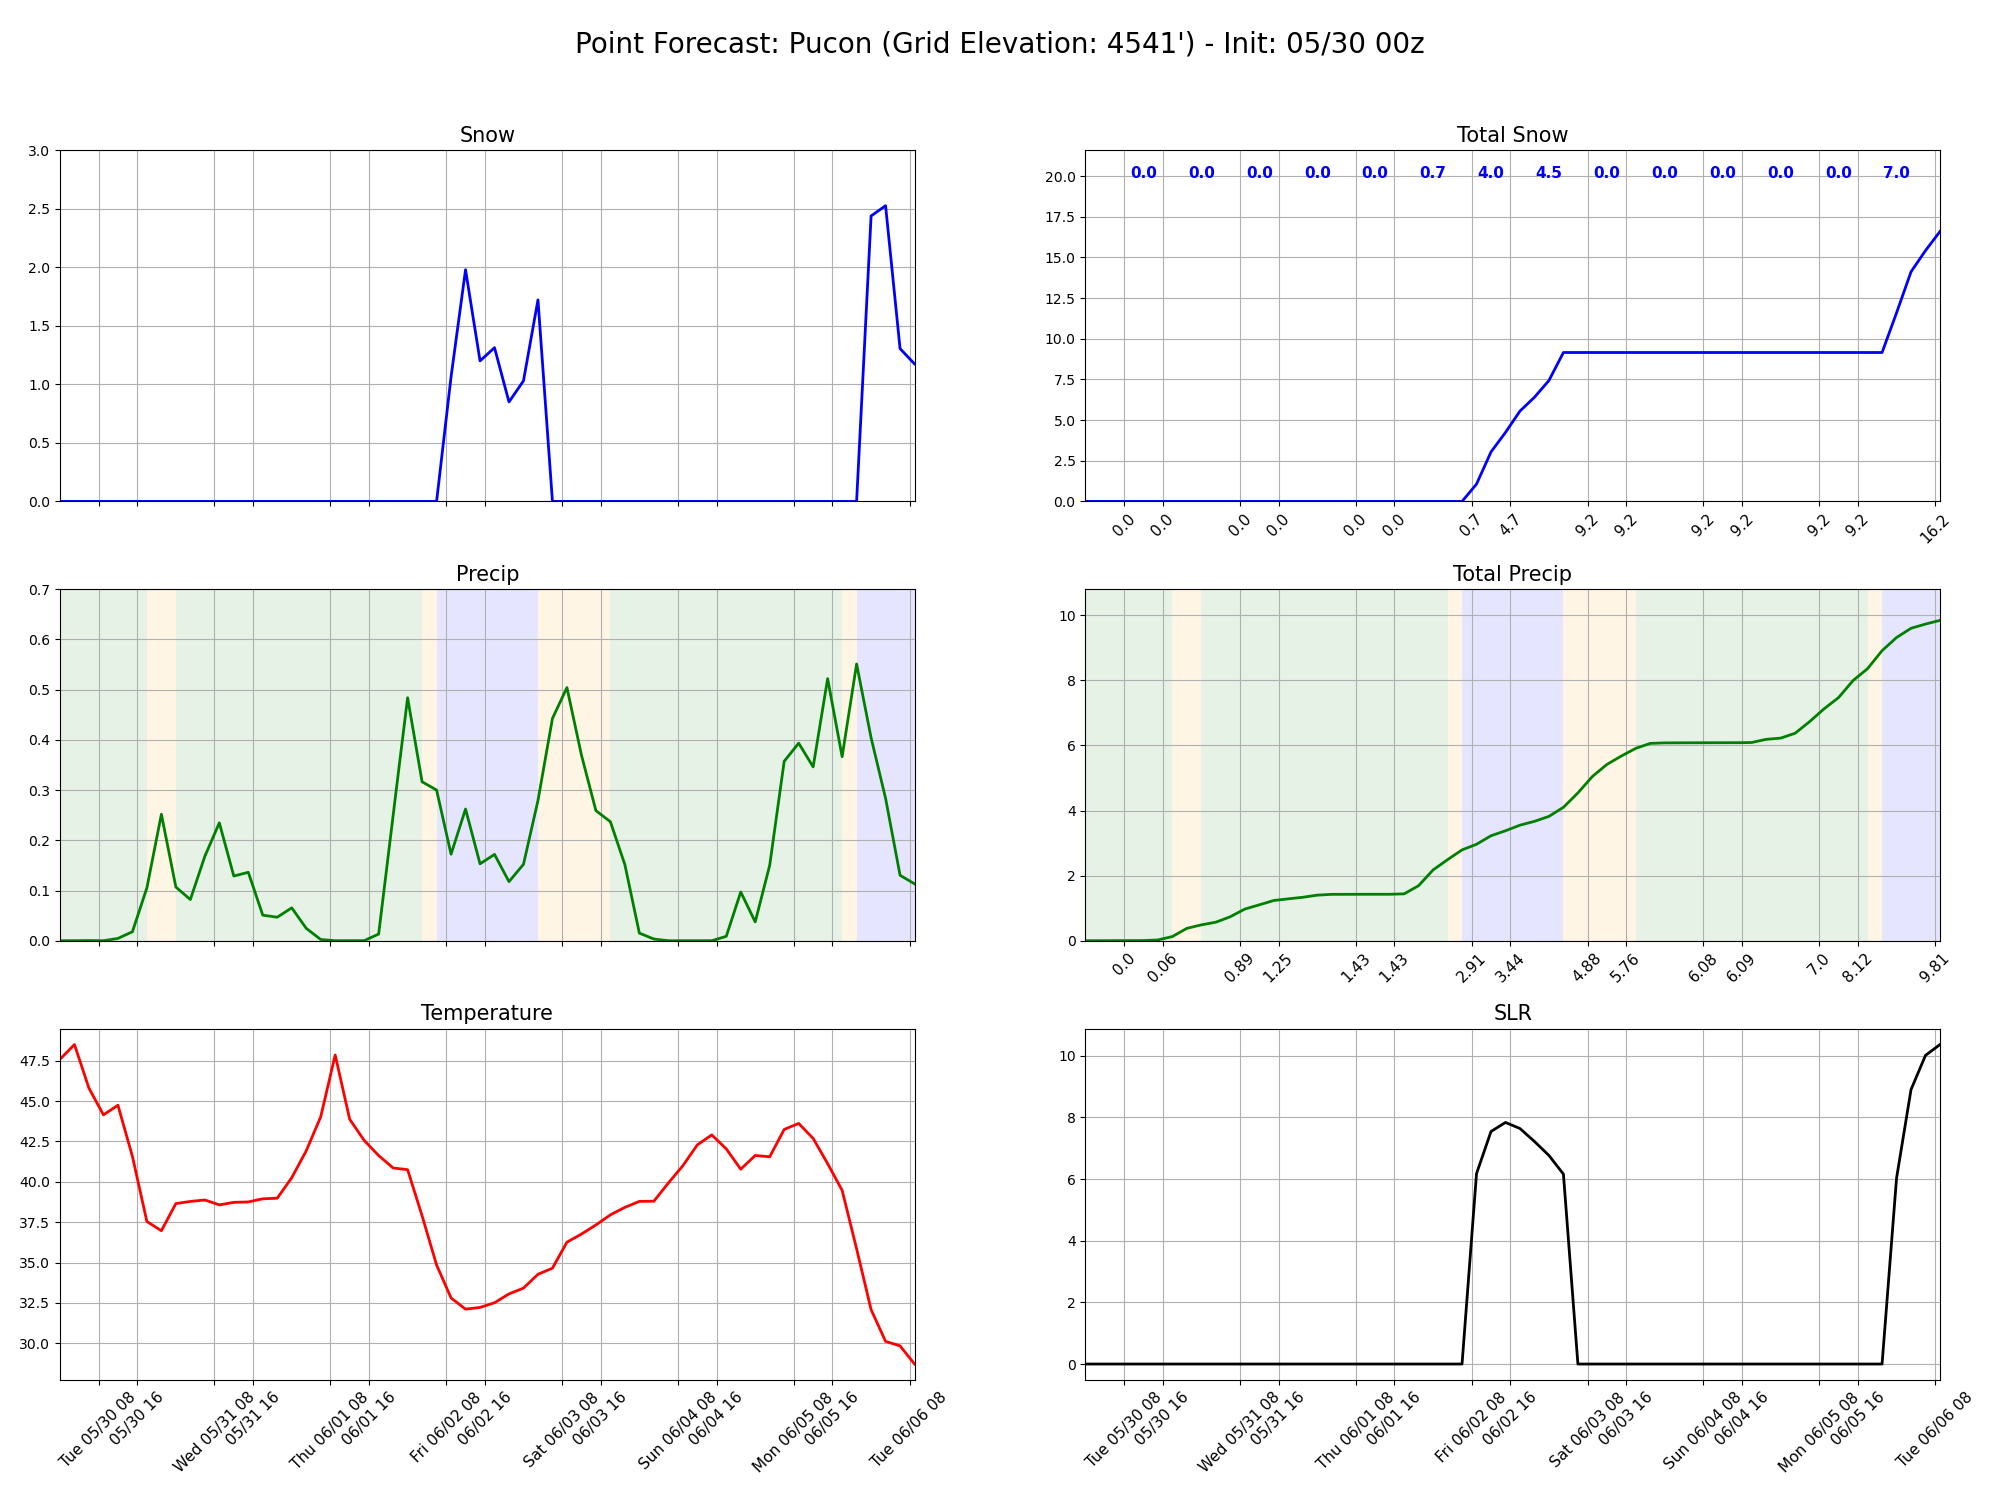 Point Forecast: Pucon (Grid Elevation: 4541') - Init: 05/30 00z
Snow
3.0
2.5
2.0
1.5
1.0
0.5
0.0
Total Snow
0.0 0.0 0.0 0.0 0.0 0.7 4.0 4.5 0.0 0.0 0.0 0.0 0.0 7.0
20.0
17.5
15.0
12.5
10.0
7.5
5.0
2.5
0.0
0.0 0.0 0.0 0.0 0.0 0.0 0.7 4.7 9.2 9.2 9.2 9.2 9.2 9.2 16.2
Precip
0.7
0.6
0.5
0.4
0.3
0.2
0.1
0.0
Total Precip
10
8
6
4
2
0
0.0 0.06 0.89 1.25 1.43 1.43 2.91 3.44 4.88 5.76 6.08 6.09 7.0 8.12 9.81
Temperature
47.5
45.0
42.5
40.0
37.5
35.0
32.5
30.0
Tue 05/30 08
05/30 16
Wed 05/31 08
05/31 16
Thu 06/01 08
06/01 16
Fri 06/02 08
06/02 16
Sat 06/03 08
06/03 16
Sun 06/04 08
06/04 16
Mon 06/05 08
06/05 16
Tue 06/06 08
SLR
10
8
6
4
2
0
Tue 05/30 08
05/30 16
Wed 05/31 08
05/31 16
Thu 06/01 08
06/01 16
Fri 06/02 08
06/02 16
Sat 06/03 08
06/03 16
Sun 06/04 08
06/04 16
Mon 06/05 08
06/05 16
Tue 06/06 08